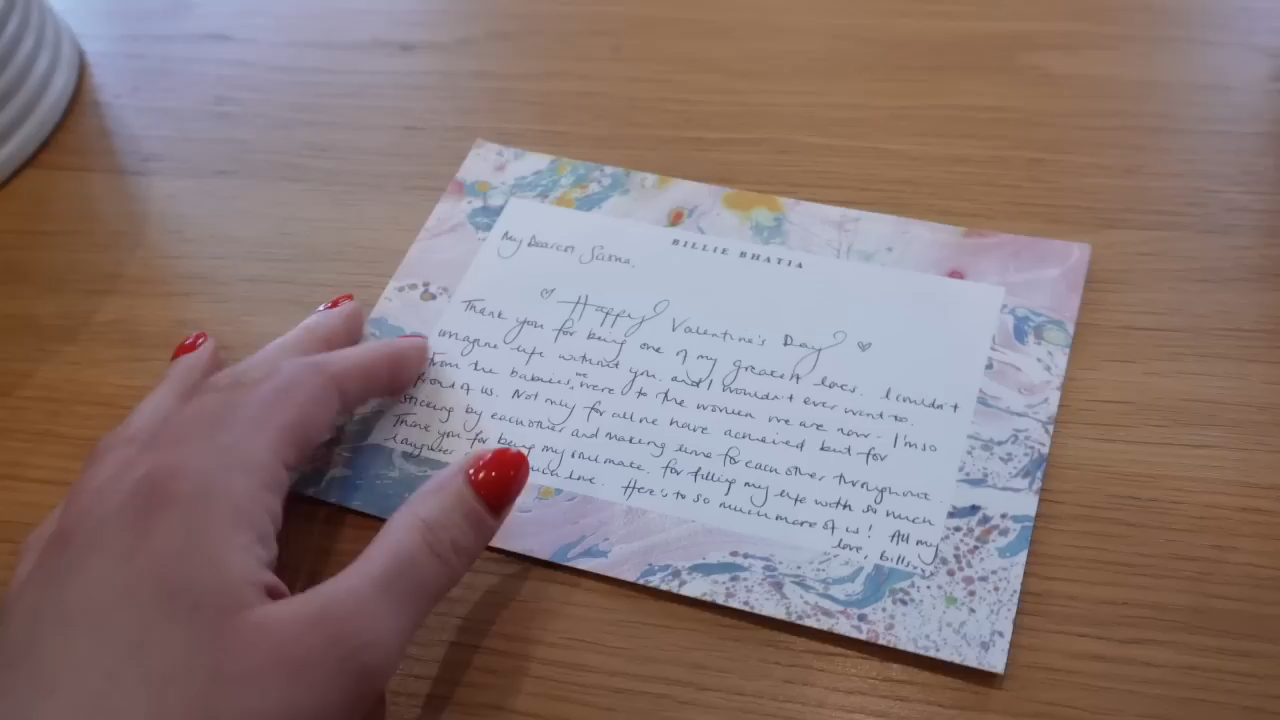 BILLIE BHATIA
My Dearest
Happy Valentine's Day
Thank you for being one of my greatest loves. I couldn't
imagine life without you. and I wouldn't ever want to.
From the babies, we were to the women we are now. I'm so
proud of us. Not only for all we have achieved but for
sticking by eachother and making time for each other throughout.
Thank you for being my soulmate. for filling my life with so much
laughter much love. Here's to so much more of us! All my
love, Billie